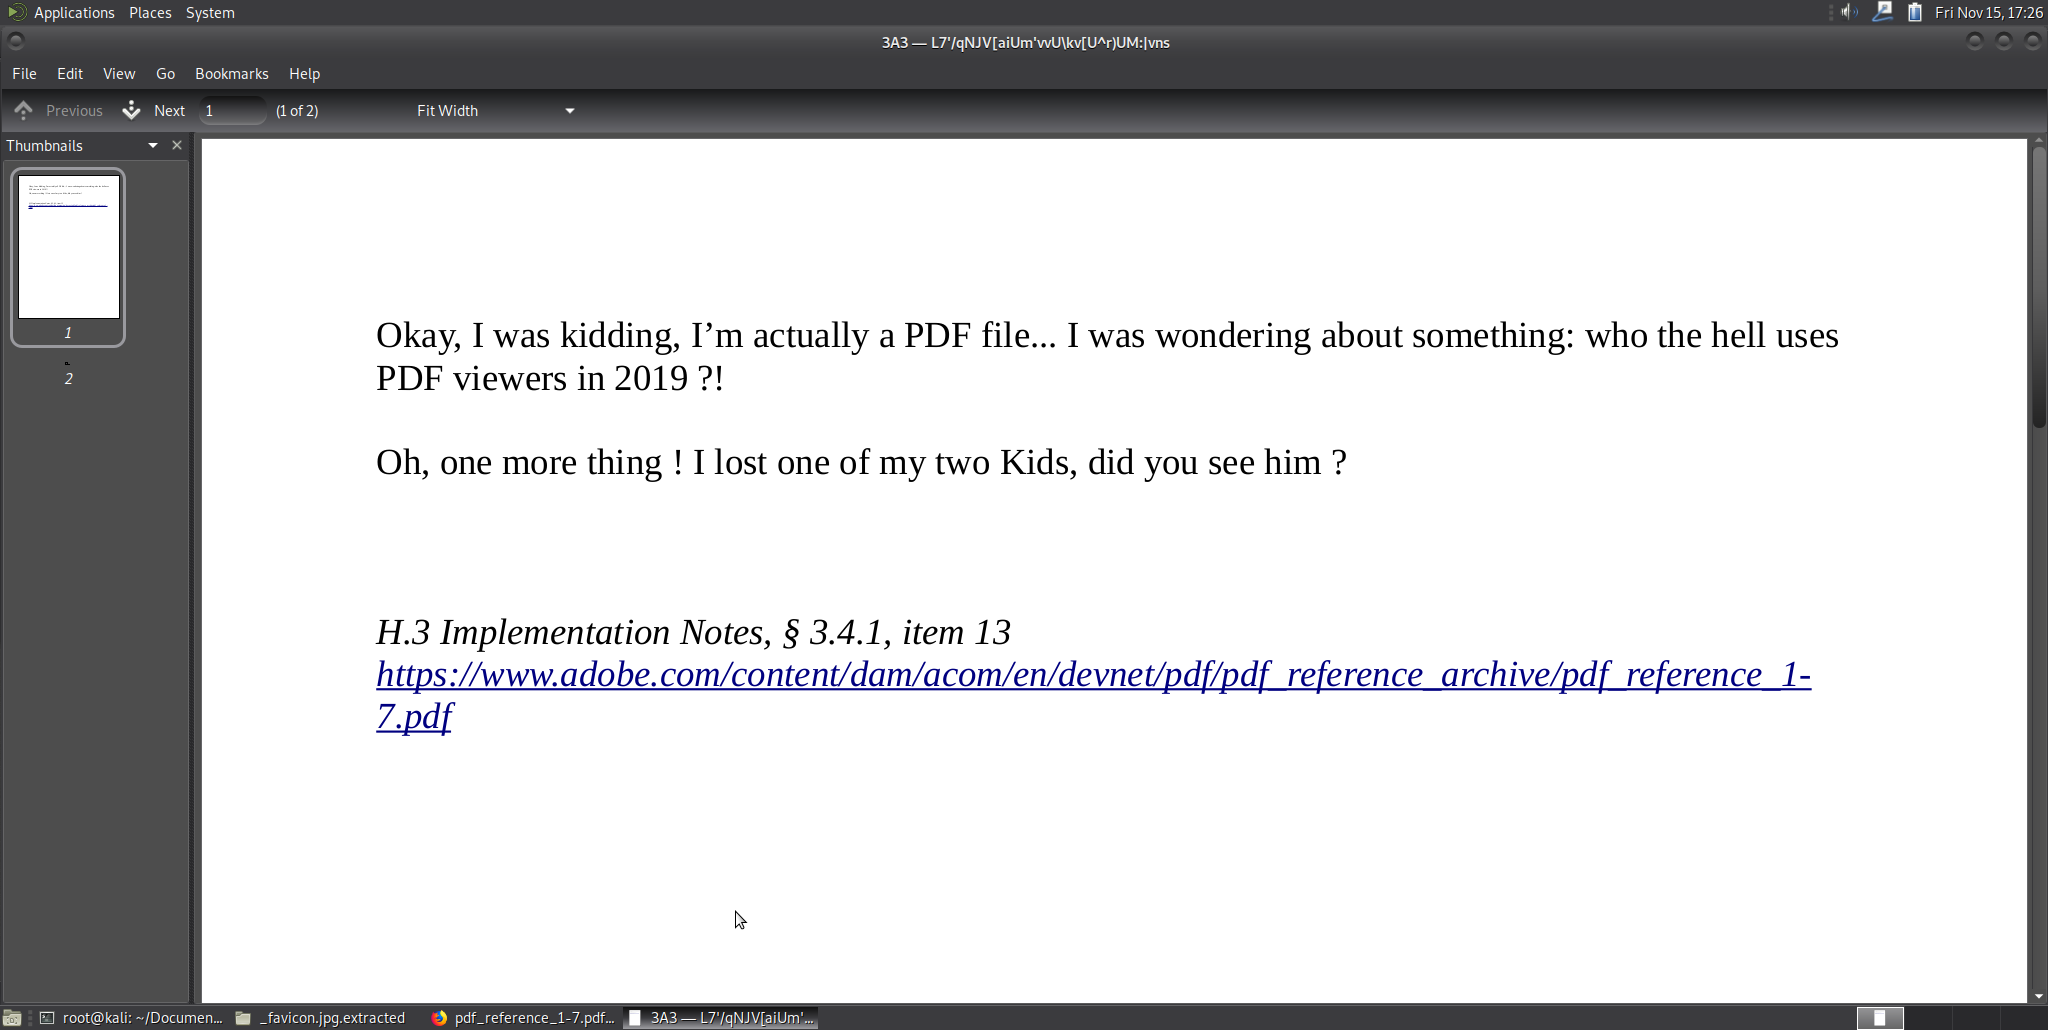 Applications Places System
Fri Nov 15, 17:26
3A3 — L7'/qNJV[aiUm'vvU\kv[U^r)UM:|vns
File Edit View Go Bookmarks Help
Previous Next 1 (1 of 2) Fit Width
Thumbnails
1
2
Okay, I was kidding, I’m actually a PDF file... I was wondering about something: who the hell uses
PDF viewers in 2019 ?!
Oh, one more thing ! I lost one of my two Kids, did you see him ?
H.3 Implementation Notes, § 3.4.1, item 13
https://www.adobe.com/content/dam/acom/en/devnet/pdf/pdf_reference_archive/pdf_reference_1-
7.pdf
root@kali: ~/Documen... _favicon.jpg.extracted pdf_reference_1-7.pdf... 3A3 — L7'/qNJV[aiUm'...